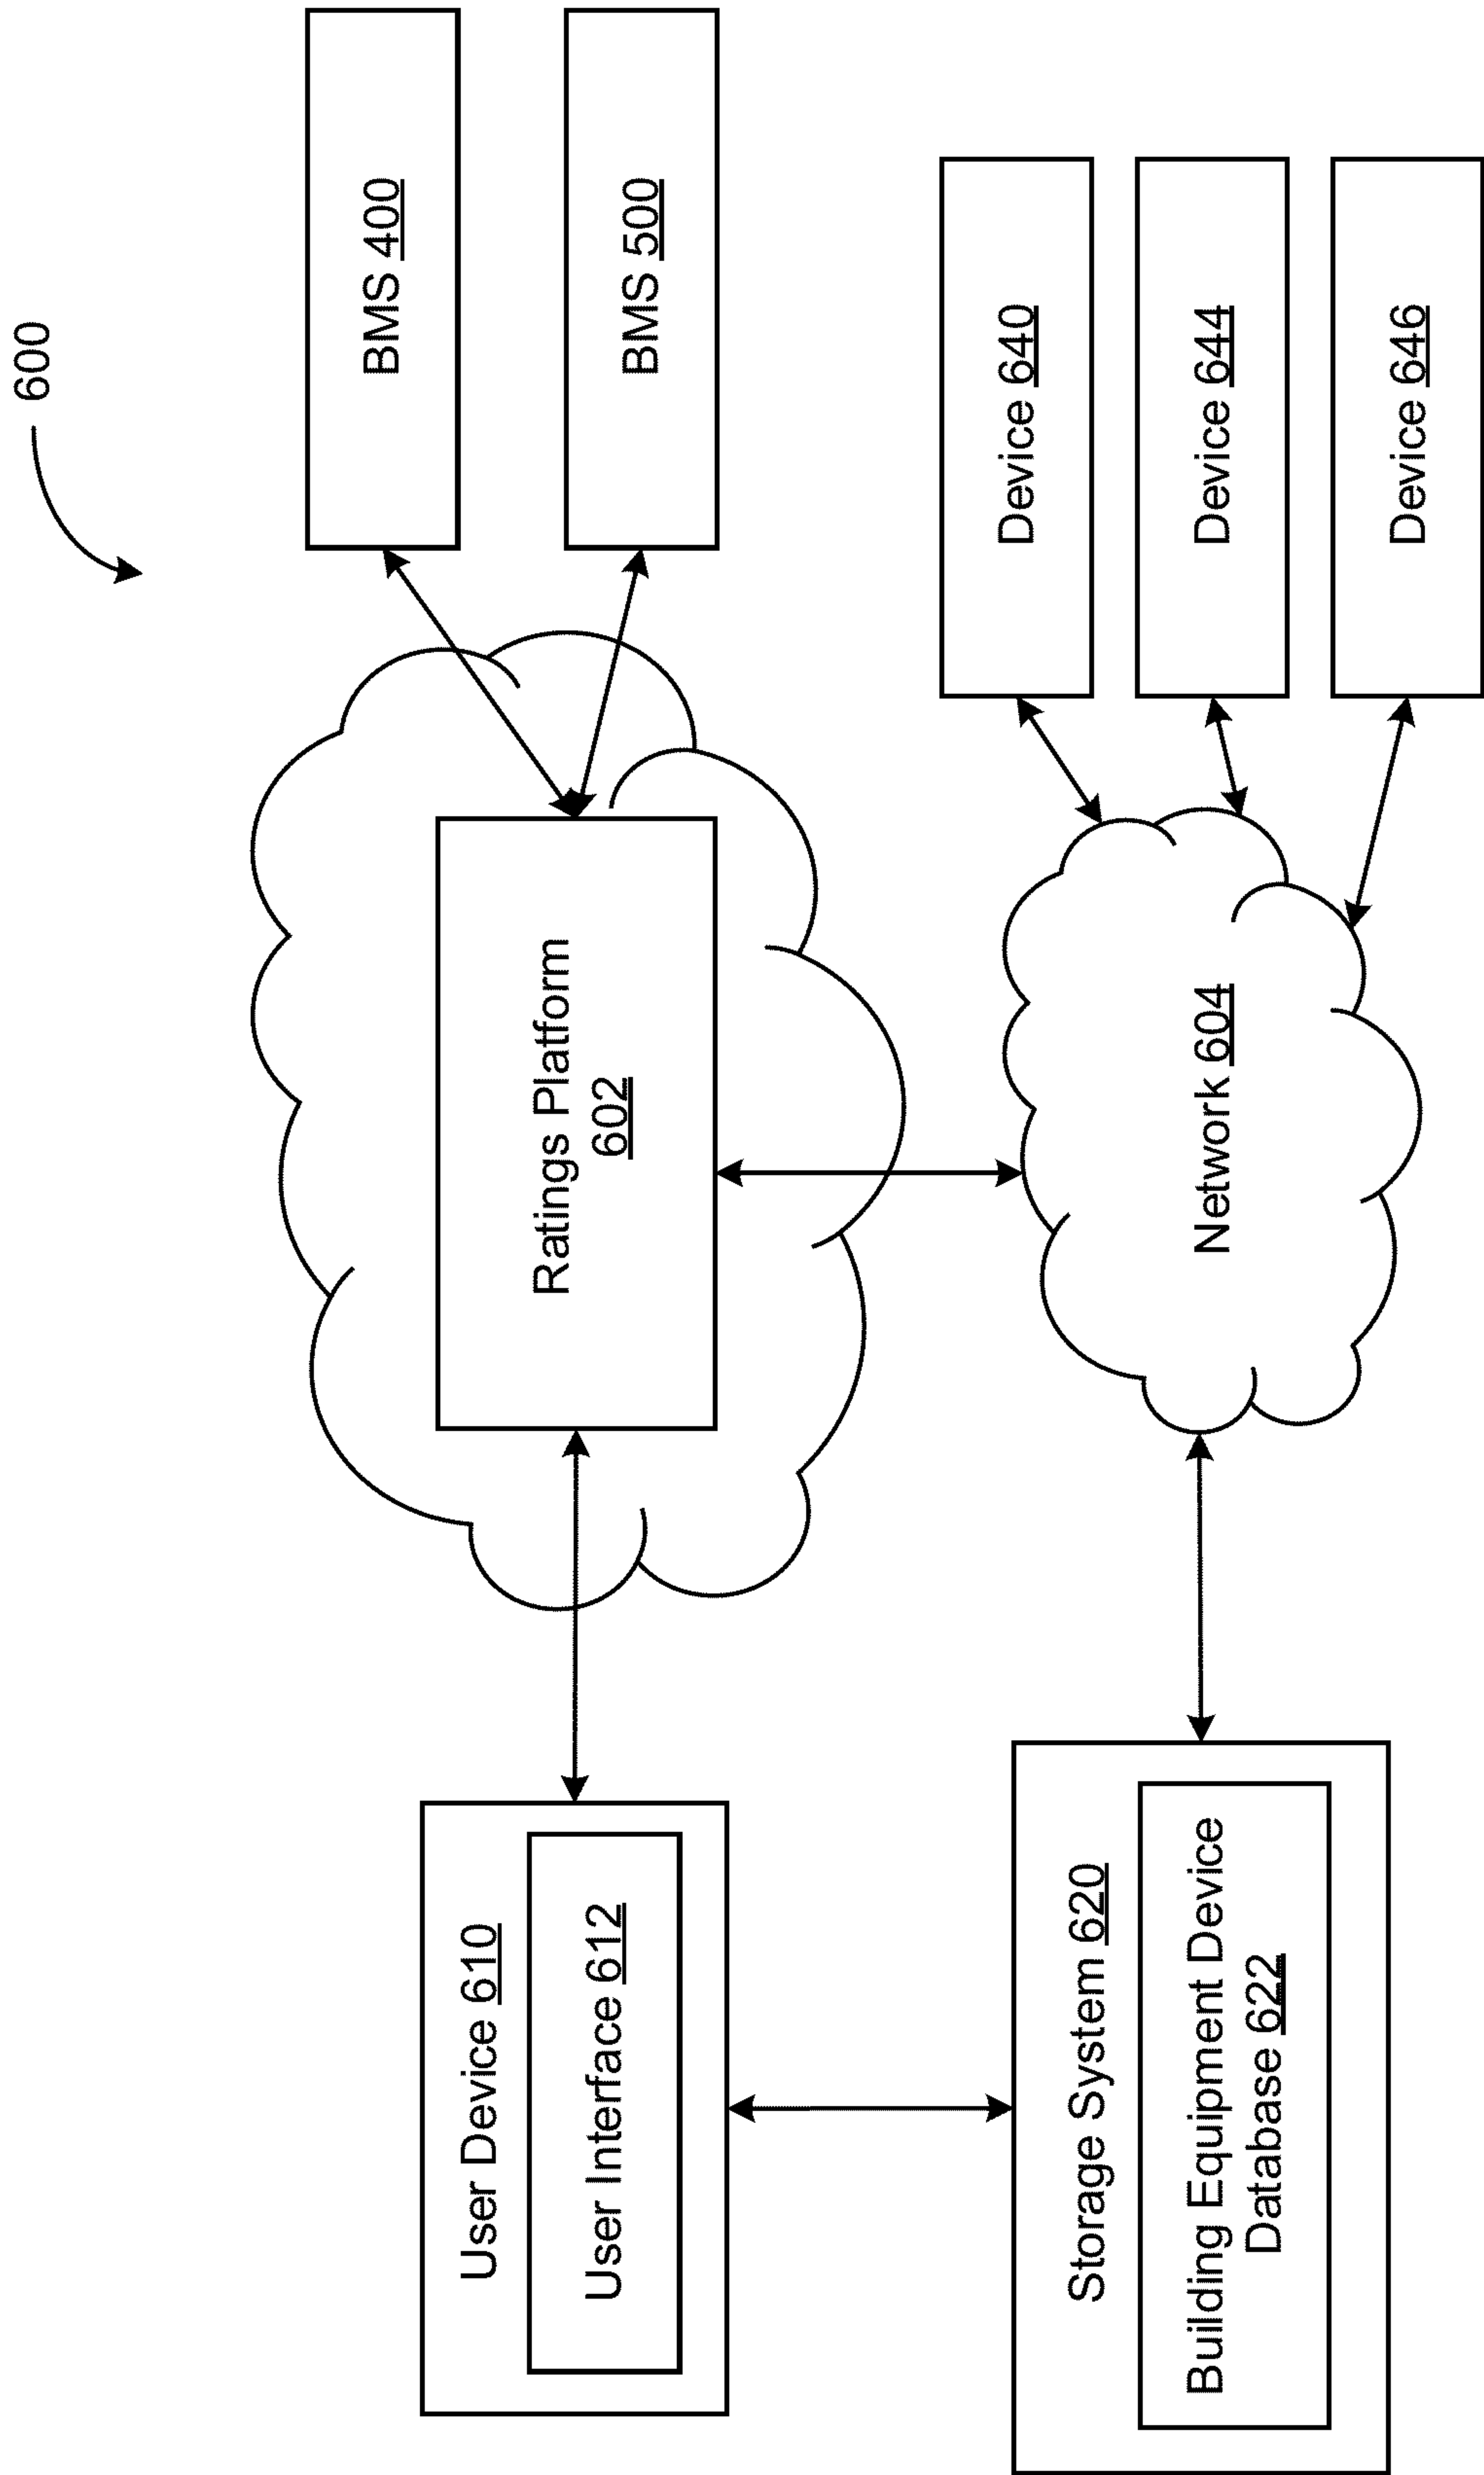 600
BMS 400
BMS 500
Ratings Platform
602
User Device 610
User Interface 612
Device 640
Device 644
Device 646
Network 604
Storage System 620
Building Equipment Device
Database 622